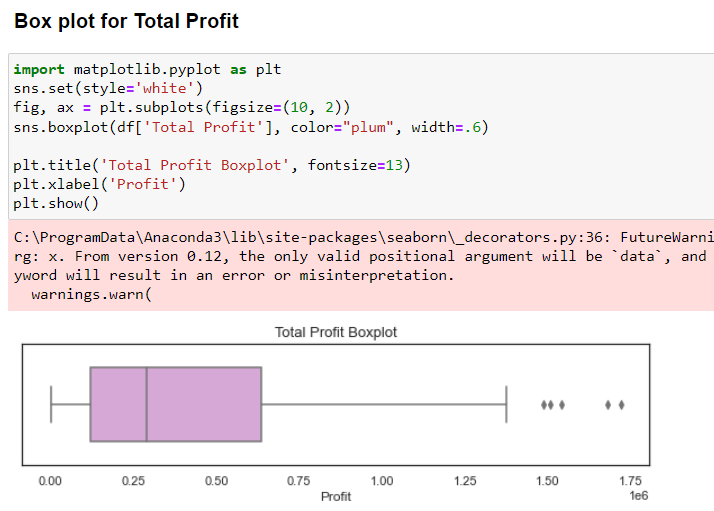 Box plot for Total Profit
import matplotlib.pyplot as plt
sns.set(style='white')
fig, ax = plt.subplots(figsize=(10, 2))
sns.boxplot(df['Total Profit'], color="plum", width=.6)
plt.title('Total Profit Boxplot', fontsize=13)
plt.xlabel('Profit')
plt.show()
C:\ProgramData\Anaconda3\lib\site-packages\seaborn\_decorators.py:36: FutureWarni
rg: x. From version 0.12, the only valid positional argument will be `data`, and
yword will result in an error or misinterpretation.
warnings.warn(
Total Profit Boxplot
0.00 0.25 0.50 0.75 1.00 1.25 1.50 1.75
Profit 1e6